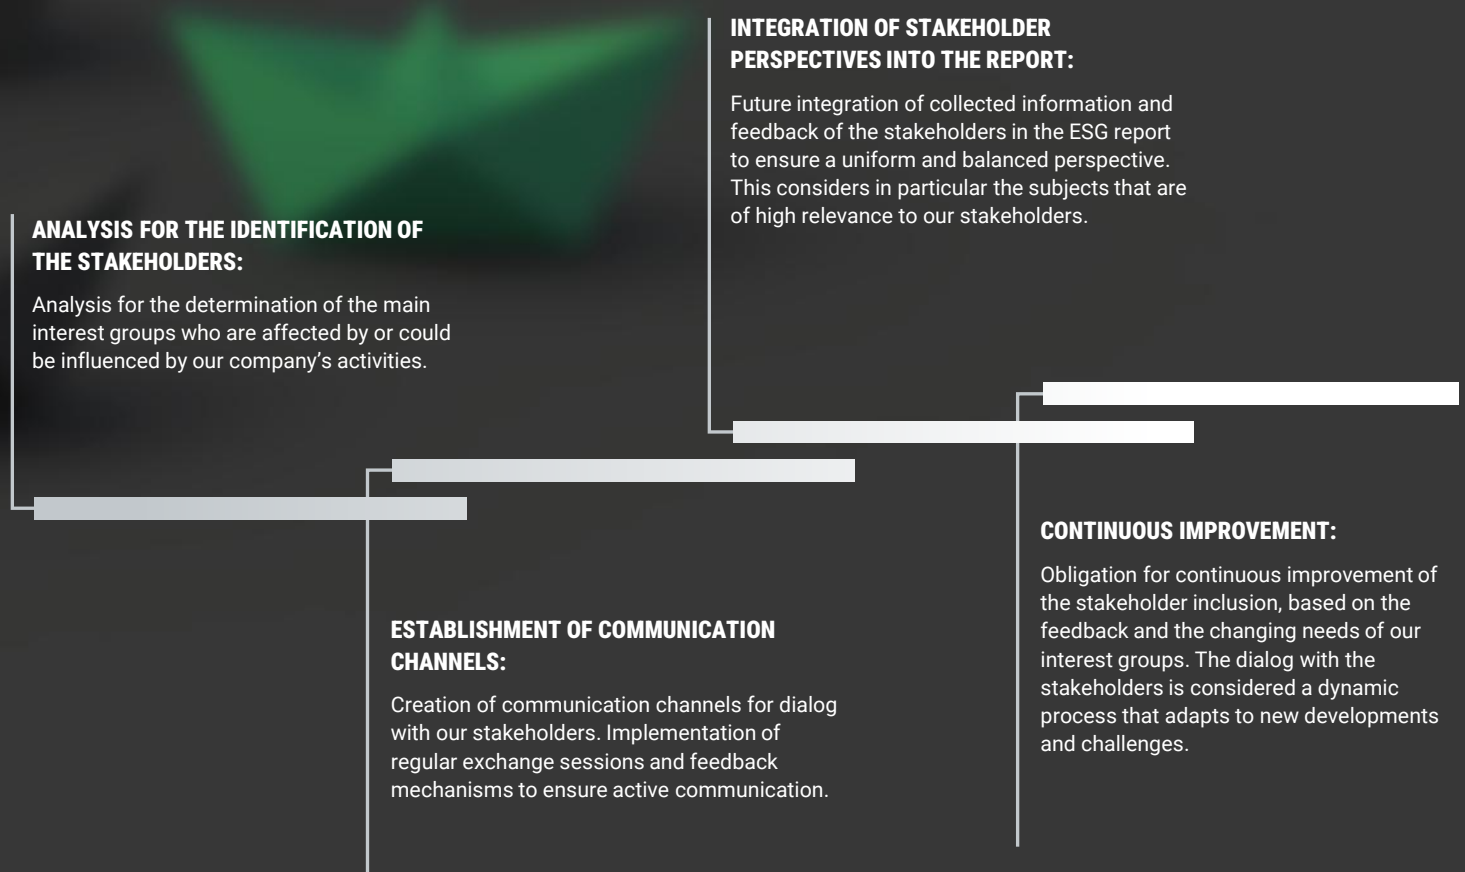 ANALYSIS FOR THE IDENTIFICATION OF
THE STAKEHOLDERS:
Analysis for the determination of the main
interest groups who are affected by or could
be influenced by our company’s activities.
ESTABLISHMENT OF COMMUNICATION
CHANNELS:
Creation of communication channels for dialog
with our stakeholders. Implementation of
regular exchange sessions and feedback
mechanisms to ensure active communication.
INTEGRATION OF STAKEHOLDER
PERSPECTIVES INTO THE REPORT:
Future integration of collected information and
feedback of the stakeholders in the ESG report
to ensure a uniform and balanced perspective.
This considers in particular the subjects that are
of high relevance to our stakeholders.
CONTINUOUS IMPROVEMENT:
Obligation for continuous improvement of
the stakeholder inclusion, based on the
feedback and the changing needs of our
interest groups. The dialog with the
stakeholders is considered a dynamic
process that adapts to new developments
and challenges.